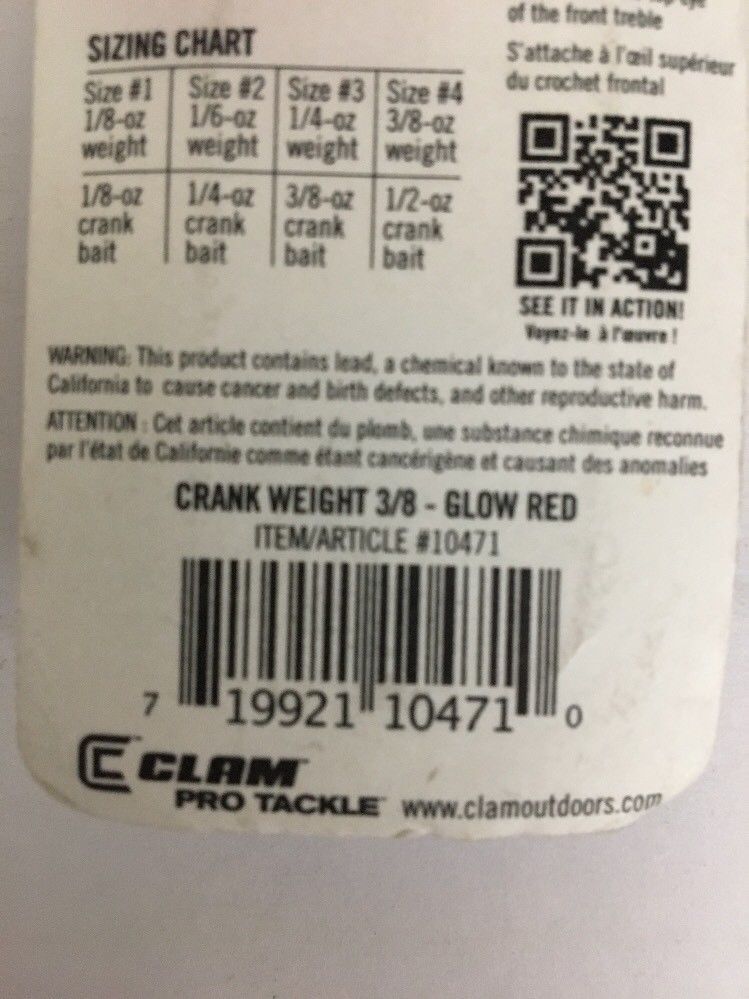 of the front treble
S'attache à l'œil supérieur
du crochet frontal
SIZING CHART
Size #1 Size #2 Size #3 Size #4
1/8-oz 1/6-oz 1/4-oz 3/8-oz
weight weight weight weight
1/8-oz 1/4-oz 3/8-oz 1/2-oz
crank crank crank crank
bait bait bait bait
SEE IT IN ACTION!
Voyez-le à l'œuvre !
WARNING: This product contains lead, a chemical known to the state of
California to cause cancer and birth defects, and other reproductive harm.
ATTENTION : Cet article contient du plomb, une substance chimique reconnue
par l'état de Californie comme étant cancérigène et causant des anomalies
CRANK WEIGHT 3/8 - GLOW RED
ITEM/ARTICLE #10471
7 19921 10471 0
CLAM™
PRO TACKLE™ www.clamoutdoors.com